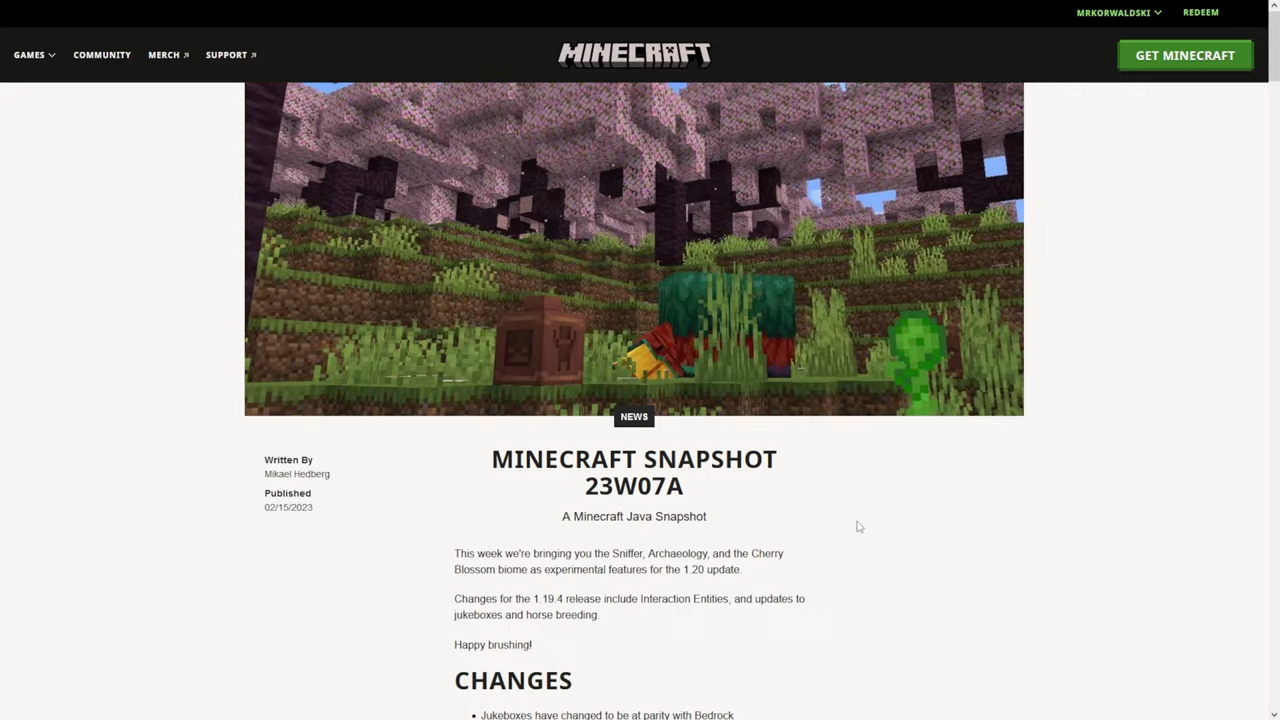 MRKORWALDSKI
REDEEM
GAMES
COMMUNITY
MERCH
SUPPORT
MINECRAFT
GET MINECRAFT
NEWS
Written By
Mikael Hedberg
Published
02/15/2023
MINECRAFT SNAPSHOT
23W07A
A Minecraft Java Snapshot
This week we're bringing you the Sniffer, Archaeology, and the Cherry
Blossom biome as experimental features for the 1.20 update.
Changes for the 1.19.4 release include Interaction Entities, and updates to
jukeboxes and horse breeding.
Happy brushing!
CHANGES
• Jukeboxes have changed to be at parity with Bedrock